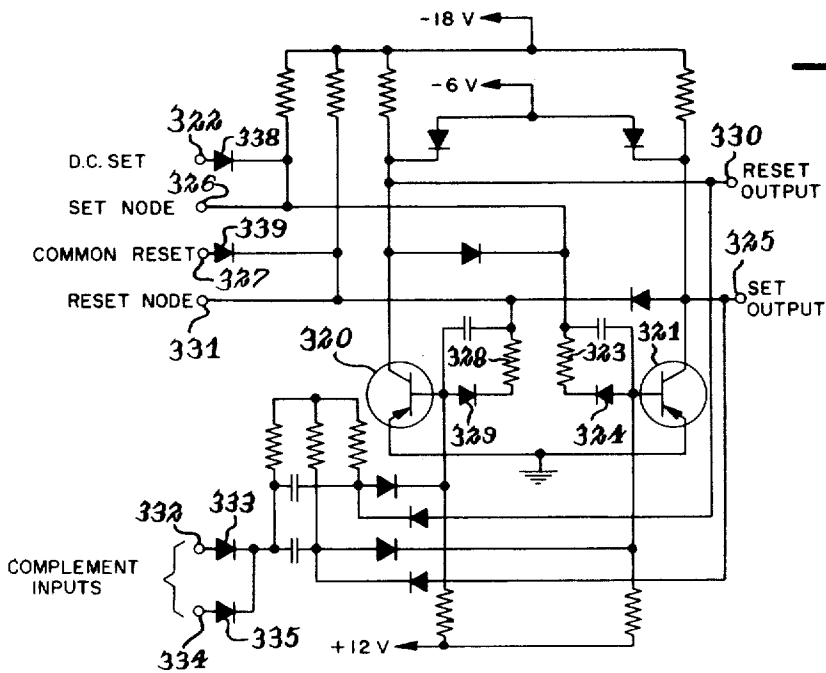 -18 V
-6 V
322
338
D.C. SET
326
SET NODE
339
COMMON RESET
327
RESET NODE
331
330
RESET
OUTPUT
325
SET
OUTPUT
320
328
323
321
329
324
332
333
COMPLEMENT
INPUTS
334
335
+12 V